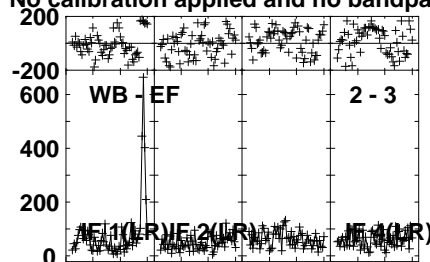 No calibration applied and no bandpa
200
-200
600
WB - EF
2 - 3
400
200
IF 1(LR)
IF 2(LR)
IF 4(LR)
0